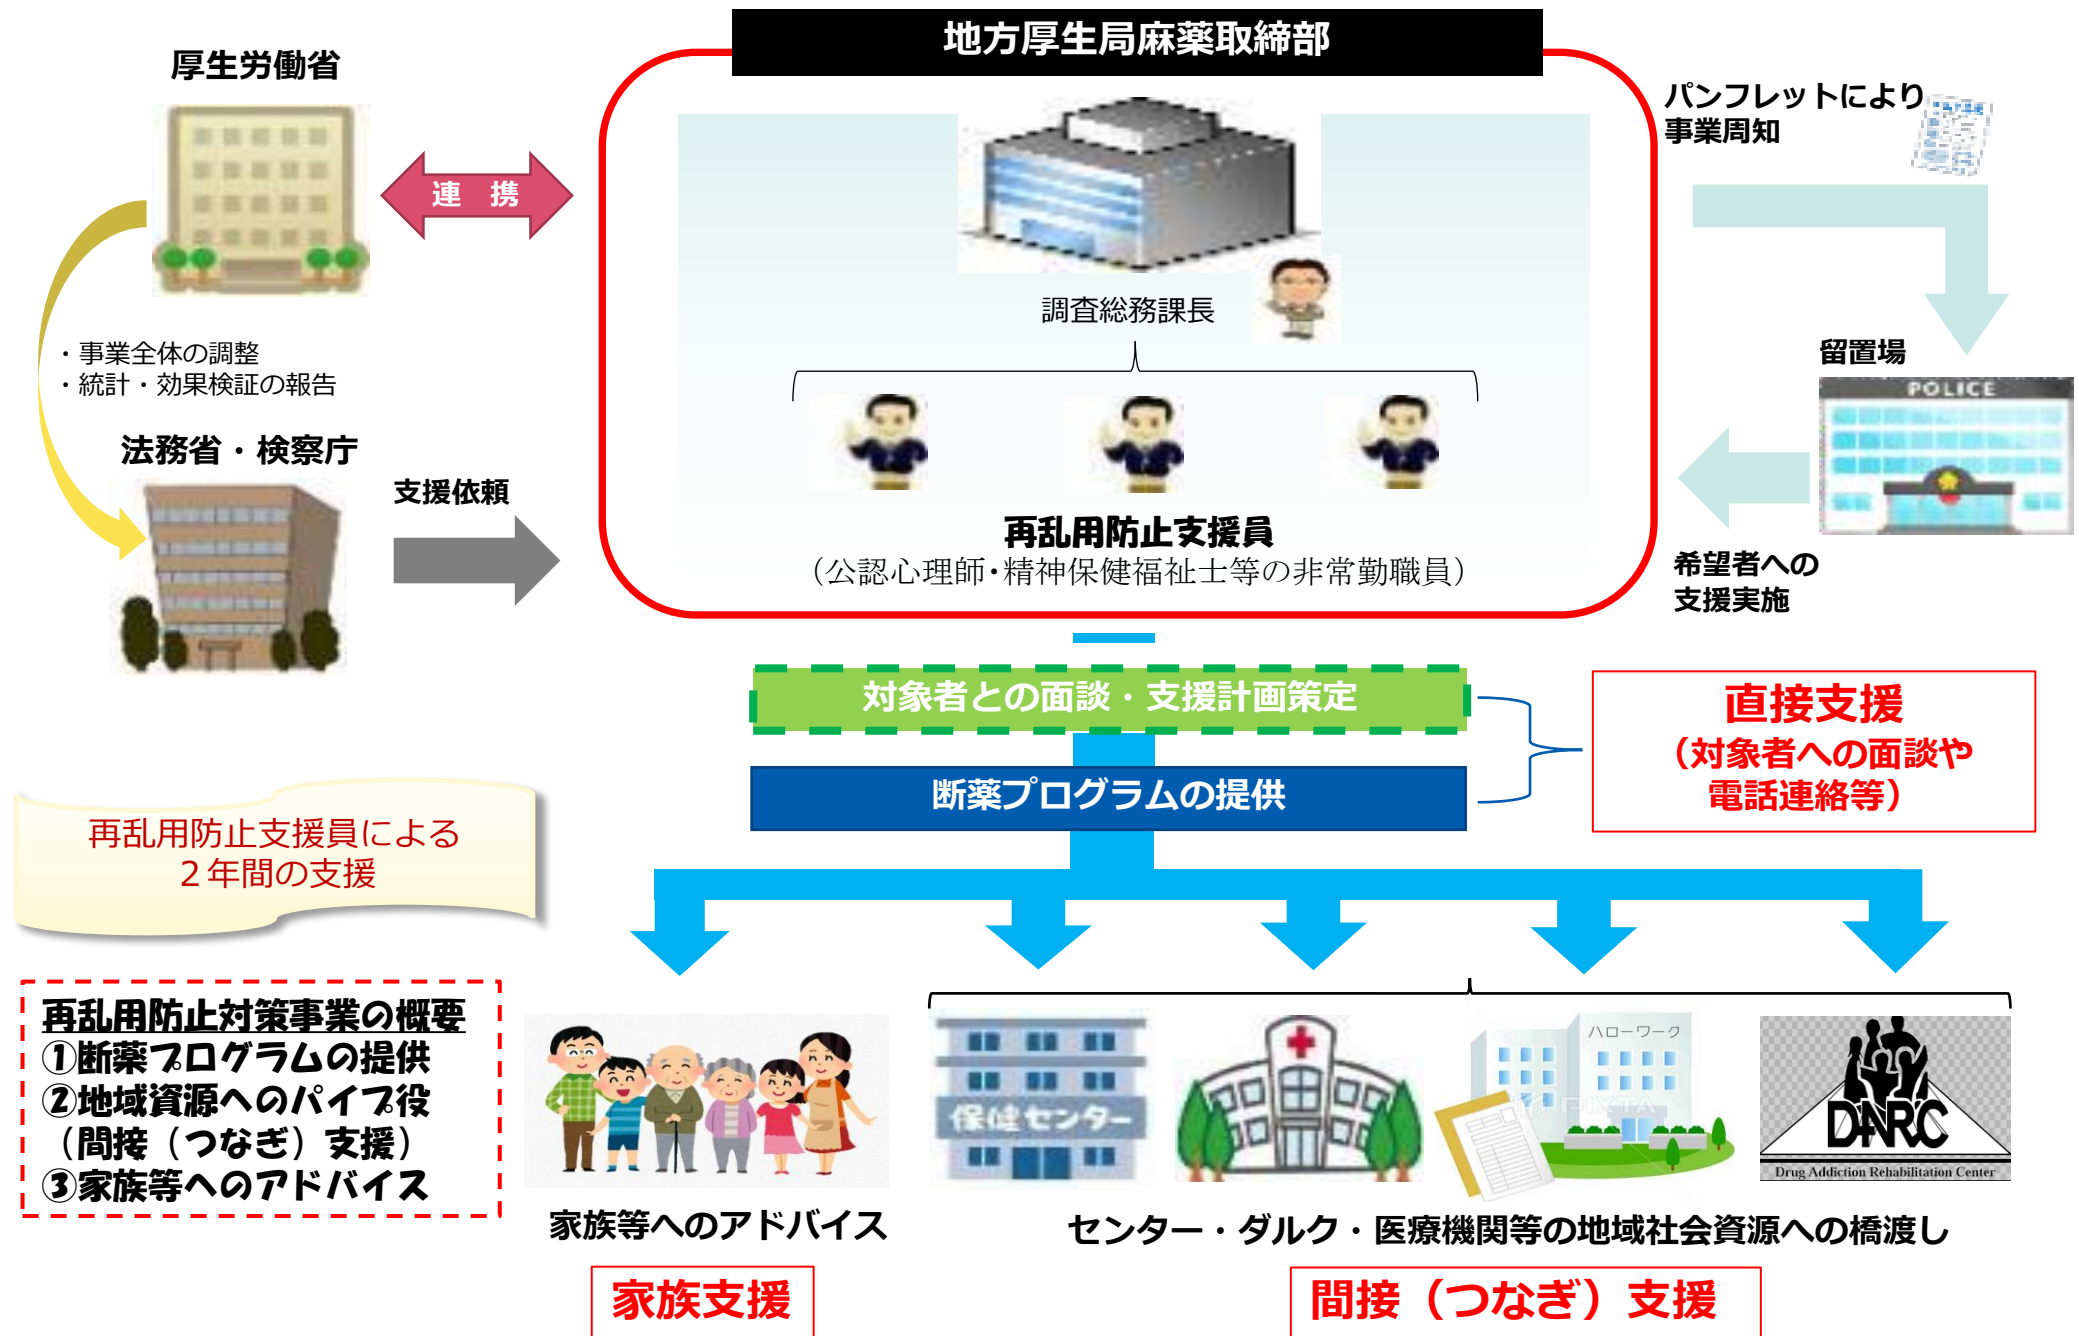 地方厚生局麻薬取締部
厚生労働省
連 携
パンフレットにより
事業周知
調査総務課長
・事業全体の調整
・統計・効果検証の報告
留置場
POLICE
法務省・検察庁
支援依頼
再乱用防止支援員
（公認心理師・精神保健福祉士等の非常勤職員）
希望者への
支援実施
対象者との面談・支援計画策定
断薬プログラムの提供
直接支援
（対象者への面談や
電話連絡等）
再乱用防止支援員による
２年間の支援
再乱用防止対策事業の概要
①断薬プログラムの提供
②地域資源へのパイプ役
（間接（つなぎ）支援）
③家族等へのアドバイス
保健センター
ハローワーク
PIXTA
DARC
Drug Addiction Rehabilitation Center
家族等へのアドバイス
センター・ダルク・医療機関等の地域社会資源への橋渡し
家族支援
間接（つなぎ）支援